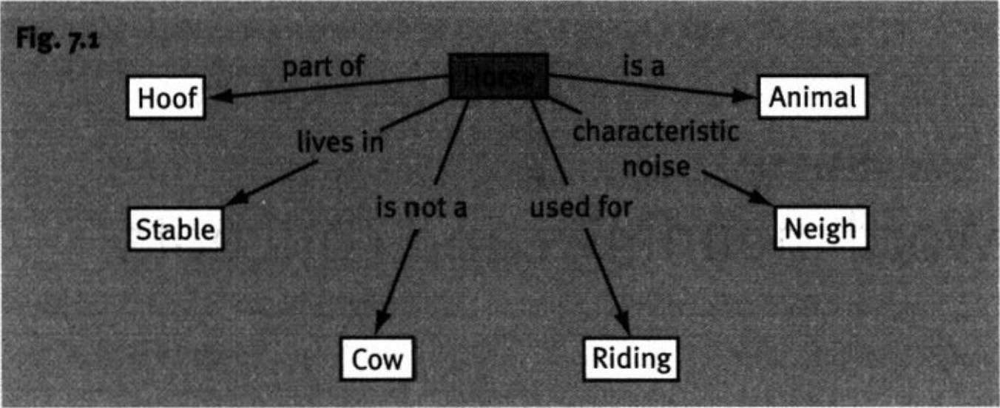 Fig. 7.1
part of
Horse
is a
Hoof
Animal
lives in
characteristic
noise
is not a
used for
Stable
Neigh
Cow
Riding